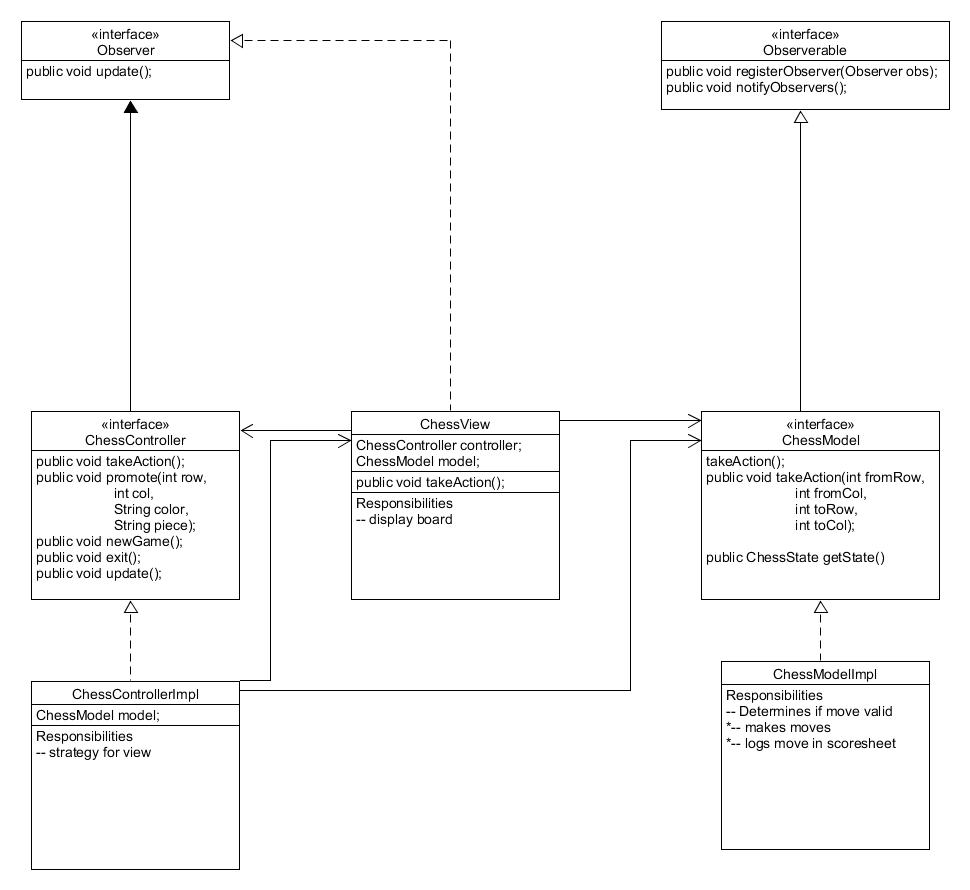 «interface»
Observer
public void update();
«interface»
Observerable
public void registerObserver(Observer obs);
public void notifyObservers();
«interface»
ChessController
public void takeAction();
public void promote(int row,
int col,
String color,
String piece);
public void newGame();
public void exit();
public void update();
ChessView
ChessController controller;
ChessModel model;
public void takeAction();
Responsibilities
-- display board
«interface»
ChessModel
takeAction();
public void takeAction(int fromRow,
int fromCol,
int toRow,
int toCol);
public ChessState getState()
ChessControllerImpl
ChessModel model;
Responsibilities
-- strategy for view
ChessModelImpl
Responsibilities
-- Determines if move valid
*-- makes moves
*-- logs move in scoresheet